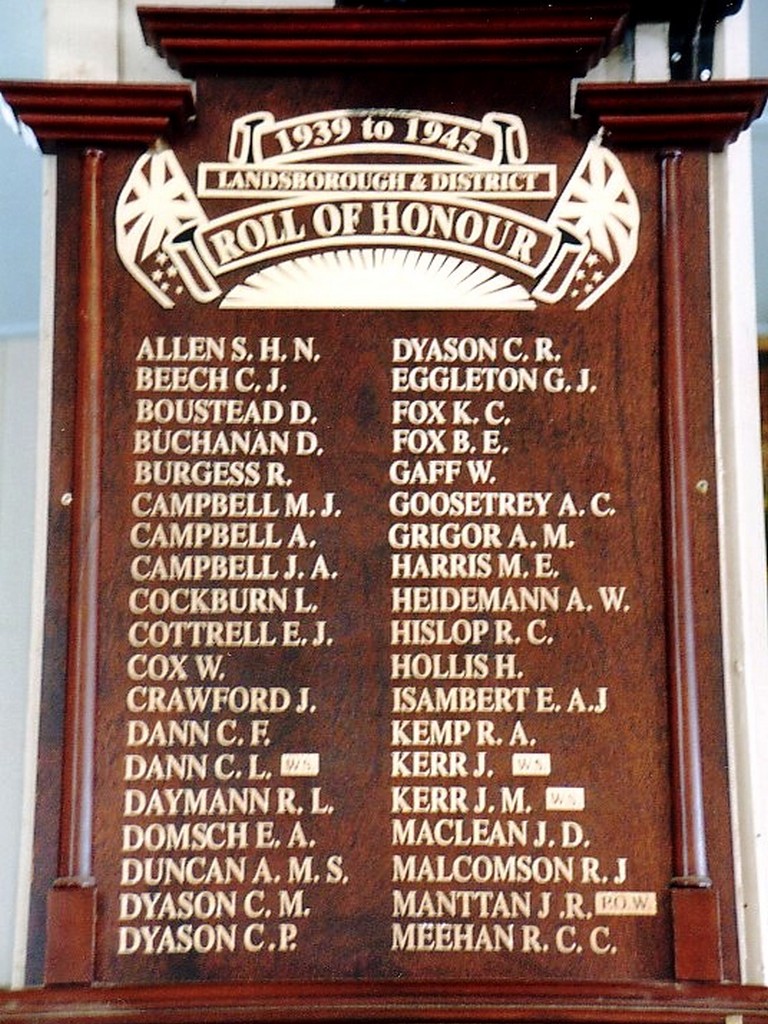 1939 to 1945
LANDSBOROUGH & DISTRICT
ROLL OF HONOUR
ALLEN S. H. N.
BEECH C. J.
BOUSTEAD D.
BUCHANAN D.
BURGESS R.
CAMPBELL M. J.
CAMPBELL A.
CAMPBELL J. A.
COCKBURN L.
COTTRELL E. J.
COX W.
CRAWFORD J.
DANN C. F.
DANN C. L. W.S.
DAYMANN R. L.
DOMSCH E. A.
DUNCAN A. M. S.
DYASON C. M.
DYASON C. P.
DYASON C. R.
EGGLETON G. J.
FOX K. C.
FOX B. E.
GAFF W.
GOOSETREY A. C.
GRIGOR A. M.
HARRIS M. E.
HEIDEMANN A. W.
HISLOP R. C.
HOLLIS H.
ISAMBERT E. A.J
KEMP R. A.
KERR J. W.S.
KERR J. M. W.S.
MACLEAN J. D.
MALCOMSON R. J
MANTTAN J .R. P.O.W.
MEEHAN R. C. C.